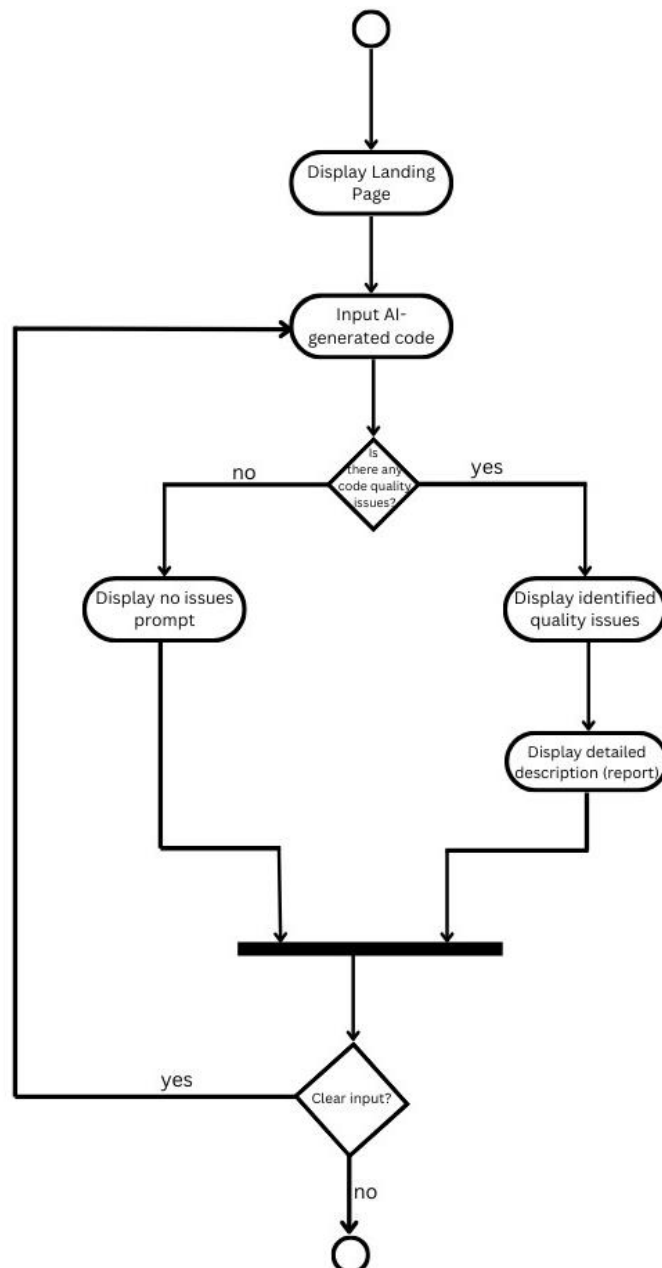 Display Landing
Page
Input AI-
generated code
Is
there any
code quality
issues?
no
yes
Display no issues
prompt
Display identified
quality issues
Display detailed
description (report)
Clear input?
yes
no